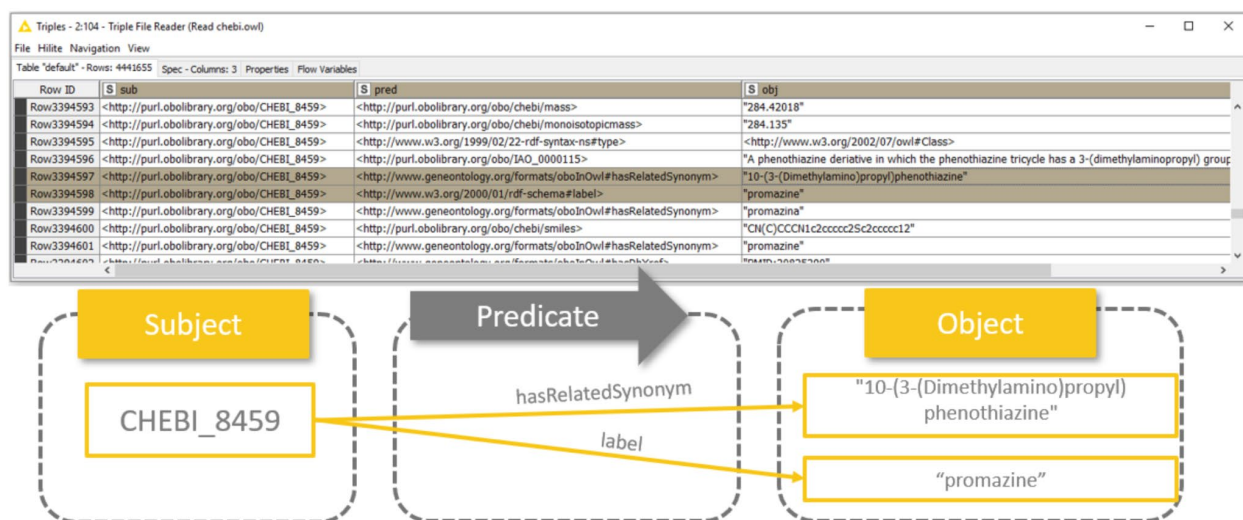 Triples - 2:104 - Triple File Reader (Read chebi.owl)
File Hilite Navigation View
Table "default" - Rows: 4441655 Spec - Columns: 3 Properties Flow Variables
Row ID S sub S pred S obj
Row3394593 <http://purl.obolibrary.org/obo/CHEBI_8459> <http://purl.obolibrary.org/obo/chebi/mass> "284.42018"
Row3394594 <http://purl.obolibrary.org/obo/CHEBI_8459> <http://purl.obolibrary.org/obo/chebi/monoisotopicmass> "284.135"
Row3394595 <http://purl.obolibrary.org/obo/CHEBI_8459> <http://www.w3.org/1999/02/22-rdf-syntax-ns#type> <http://www.w3.org/2002/07/owl#Class>
Row3394596 <http://purl.obolibrary.org/obo/CHEBI_8459> <http://purl.obolibrary.org/obo/IAO_0000115> "A phenothiazine deriative in which the phenothiazine tricycle has a 3-(dimethylaminopropyl) group
Row3394597 <http://purl.obolibrary.org/obo/CHEBI_8459> <http://www.geneontology.org/formats/oboInOwl#hasRelatedSynonym> "10-(3-(Dimethylamino)propyl)phenothiazine"
Row3394598 <http://purl.obolibrary.org/obo/CHEBI_8459> <http://www.w3.org/2000/01/rdf-schema#label> "promazine"
Row3394599 <http://purl.obolibrary.org/obo/CHEBI_8459> <http://www.geneontology.org/formats/oboInOwl#hasRelatedSynonym> "promazina"
Row3394600 <http://purl.obolibrary.org/obo/CHEBI_8459> <http://purl.obolibrary.org/obo/chebi/smiles> "CN(C)CCCN1c2ccccc2Sc2ccccc12"
Row3394601 <http://purl.obolibrary.org/obo/CHEBI_8459> <http://www.geneontology.org/formats/oboInOwl#hasRelatedSynonym> "promazine"
Subject
Predicate
Object
CHEBI_8459
hasRelatedSynonym
label
"10-(3-(Dimethylamino)propyl)
phenothiazine"
“promazine”